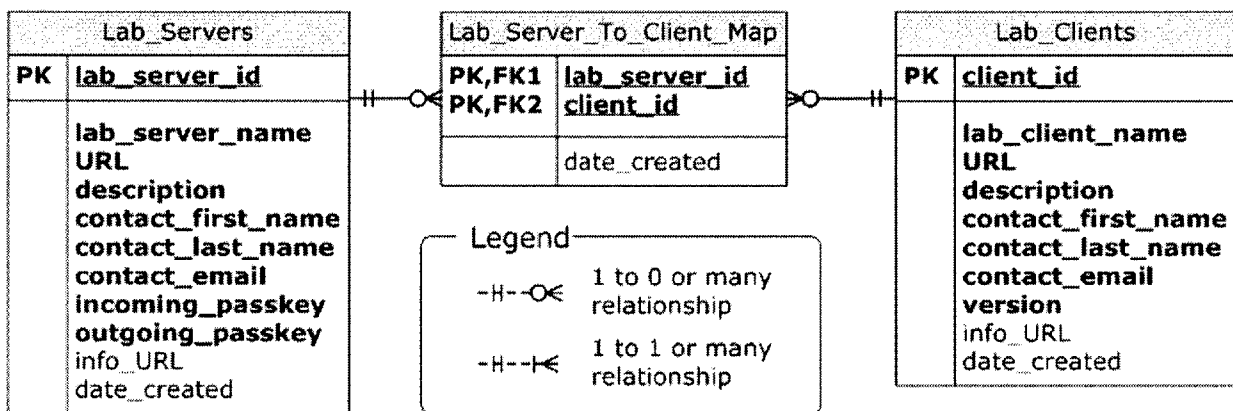 Lab_Servers
PK lab_server_id
lab_server_name
URL
description
contact_first_name
contact_last_name
contact_email
incoming_passkey
outgoing_passkey
info_URL
date_created
Lab_Server_To_Client_Map
PK,FK1 lab_server_id
PK,FK2 client_id
date_created
Legend
1 to 0 or many
relationship
1 to 1 or many
relationship
Lab_Clients
PK client_id
lab_client_name
URL
description
contact_first_name
contact_last_name
contact_email
version
info_URL
date_created